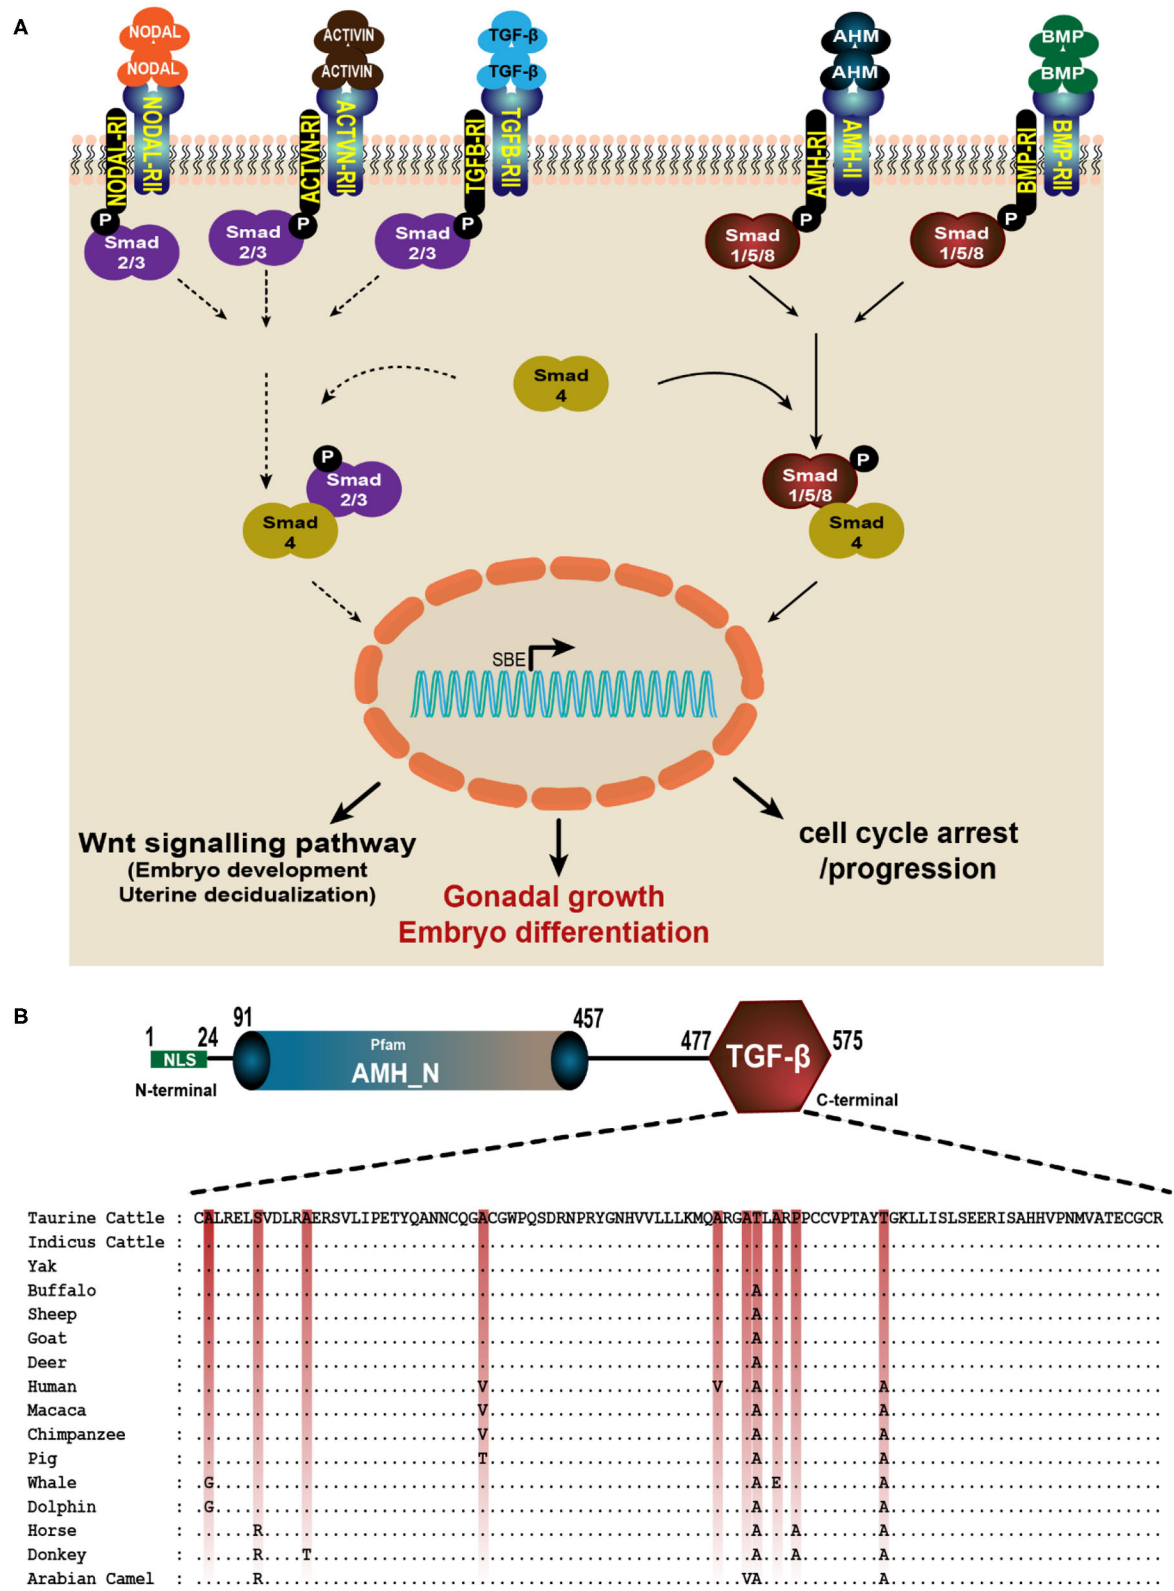 A
NODAL
NODAL
NODAL-RI
NODAL-RII
ACTIVIN
ACTIVIN
ACTVN-RI
ACTVN-RII
TGF-β
TGF-β
TGFB-RI
TGFB-RII
AHM
AHM
AMH-RI
AMH-II
BMP
BMP
BMP-RI
BMP-RII
P
Smad
2/3
P
Smad
2/3
P
Smad
2/3
P
Smad
1/5/8
P
Smad
1/5/8
Smad
4
P
Smad
2/3
Smad
4
P
Smad
1/5/8
Smad
4
SBE
Wnt signalling pathway
(Embryo development
Uterine decidualization)
Gonadal growth
Embryo differentiation
cell cycle arrest
/progression
B
1 24 91 457 477 575
NLS
N-terminal
Pfam
AMH_N
TGF-β
C-terminal
Taurine Cattle : CALRELSVDLRAERSVLIPETYQANNCQGACGWPQSDRNPRYGNHVVLLLKMQARGATLARPPCCVPTAYTGKLLISLSEERISAHHVPNMVATECGCR
Indicus Cattle : ...................................................................................................
Yak : ...................................................................................................
Buffalo : .........................................................A.........................................
Sheep : .........................................................A.........................................
Goat : .........................................................A.........................................
Deer : .........................................................A.........................................
Human : .............................V.......................V...A............A............................
Macaca : .............................V...........................A............A............................
Chimpanzee : .............................V...........................A............A............................
Pig : .............................T...........................A............A............................
Whale : .G.......................................................A.E..........A............................
Dolphin : .G.......................................................A............A............................
Horse : ......R..................................................A...A........A............................
Donkey : ......R....T.............................................A...A........A............................
Arabian Camel : ......R.................................................VA............A............................